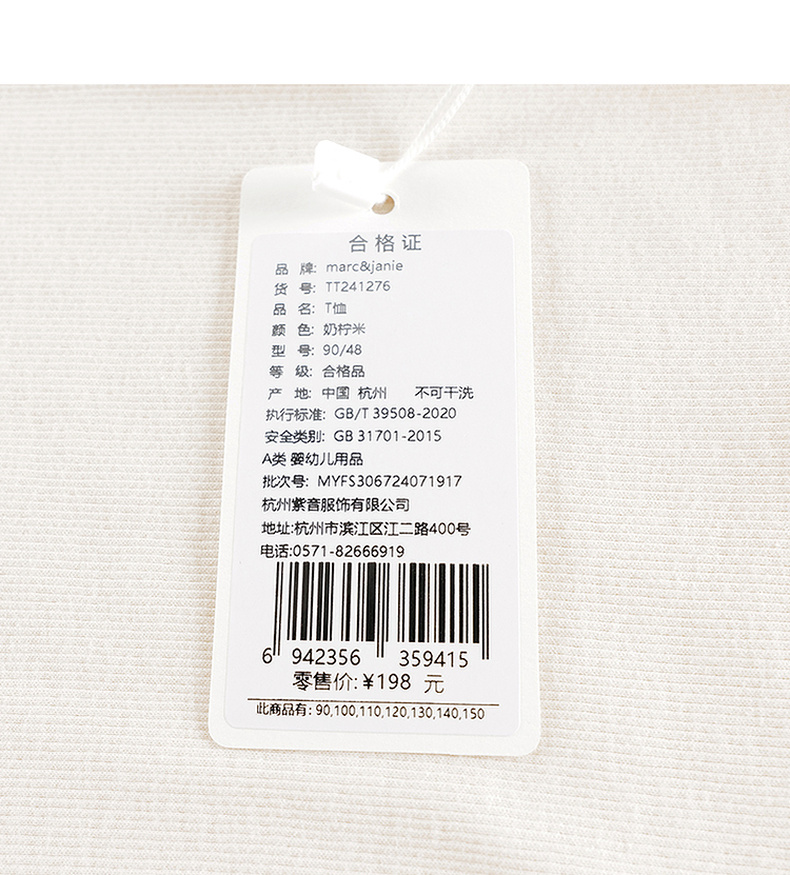 合格证
品 牌: marc&janie
货 号: TT241276
品 名: T恤
颜 色: 奶柠米
型 号: 90/48
等 级: 合格品
产 地: 中国 杭州 不可干洗
执行标准: GB/T 39508-2020
安全类别: GB 31701-2015
A类 婴幼儿用品
批次号: MYFS306724071917
杭州紫音服饰有限公司
地址:杭州市滨江区江二路400号
电话:0571-82666919
6 942356 359415
零售价:¥198 元
此商品有: 90,100,110,120,130,140,150